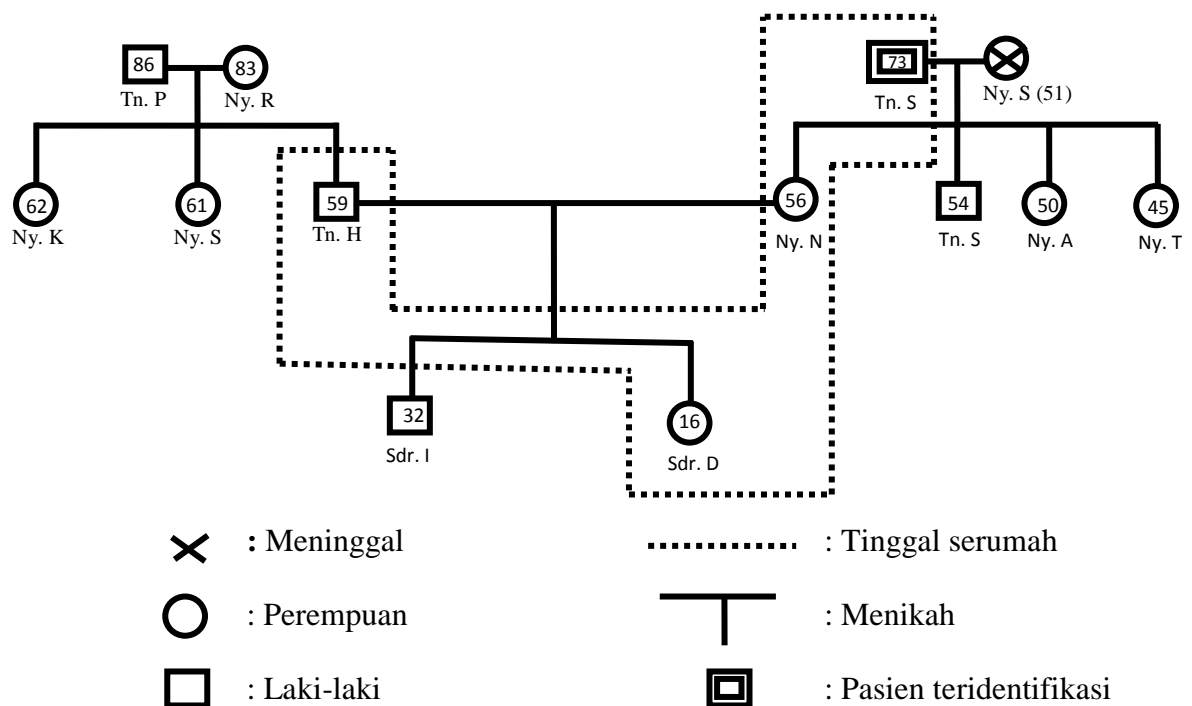 86
83
73
Tn. P
Ny. R
Tn. S
Ny. S (51)
62
61
59
56
54
50
45
Ny. K
Ny. S
Tn. H
Ny. N
Tn. S
Ny. A
Ny. T
32
16
Sdr. I
Sdr. D
: Meninggal
: Tinggal serumah
: Perempuan
: Menikah
: Laki-laki
: Pasien teridentifikasi